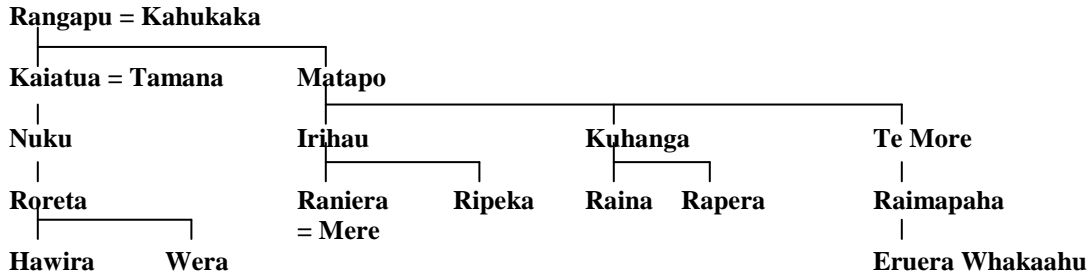 Rangapu = Kahukaka
Kaiatua = Tamana Matapo
Nuku Irihau Kuhanga Te More
Roreta Raniera Ripeka Raina Rapera Raimapaha
= Mere
Hawira Wera Eruera Whakaahu